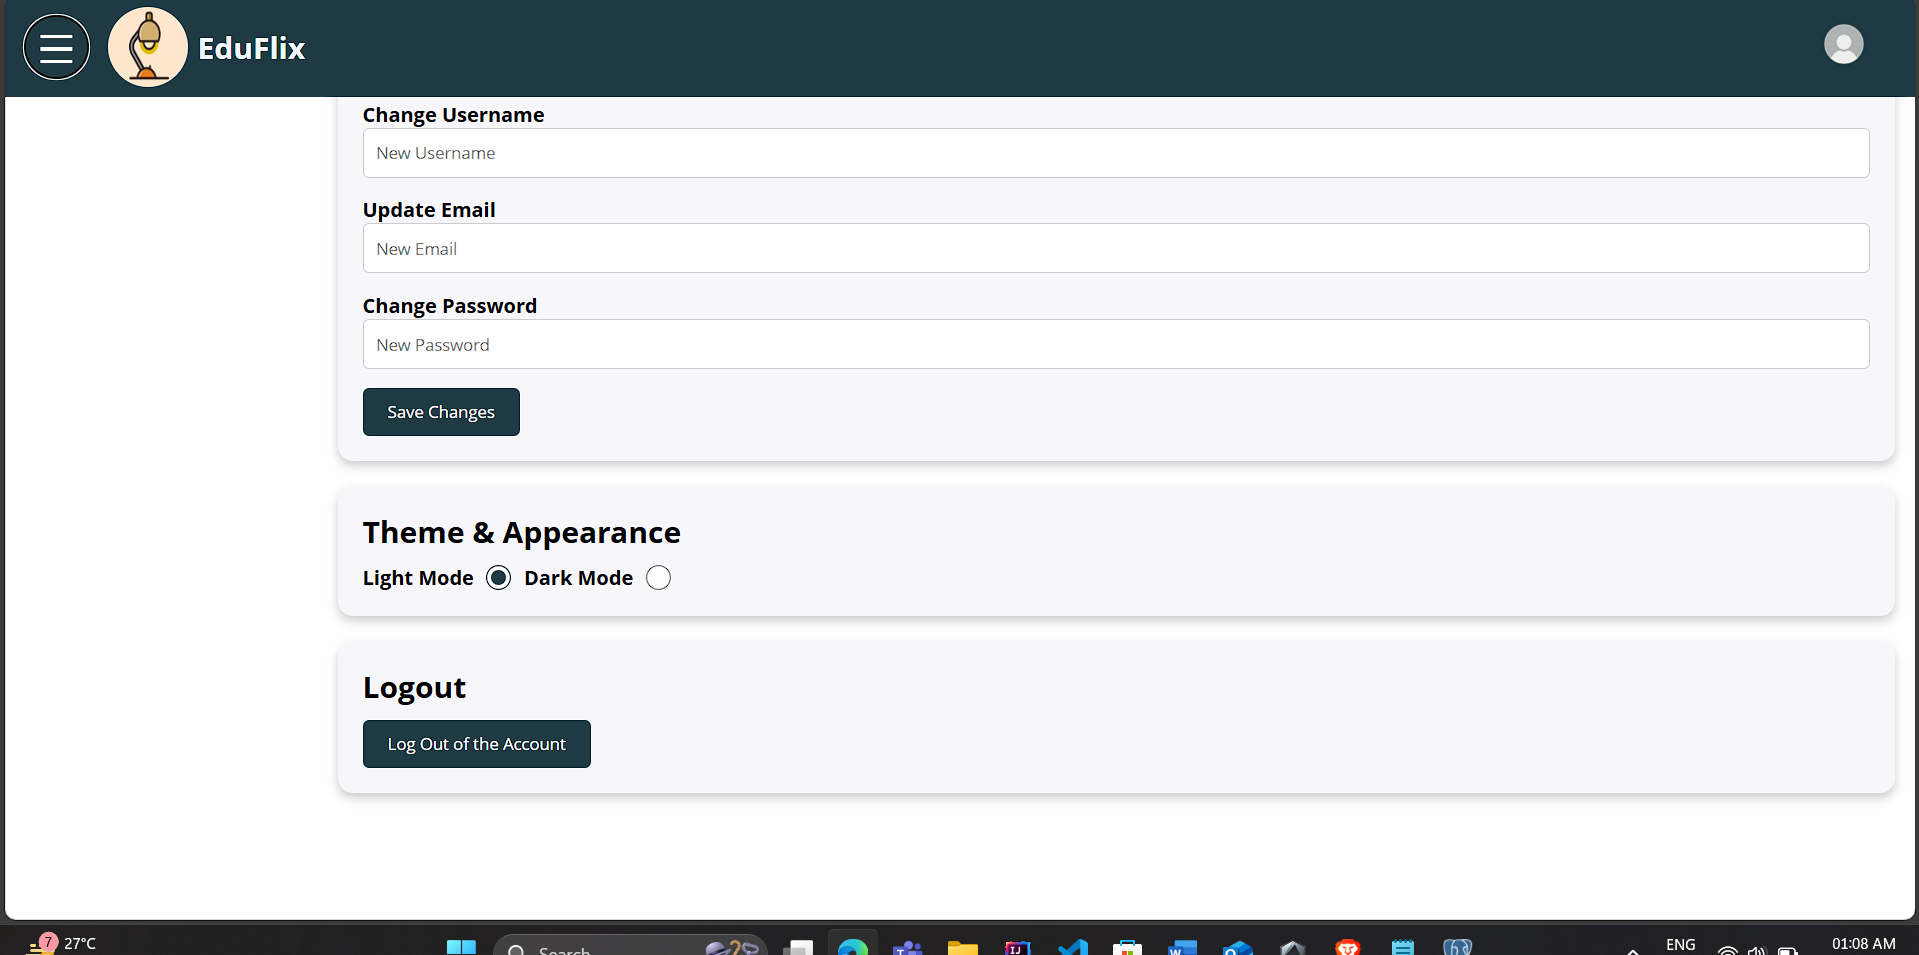 EduFlix
Change Username
New Username
Update Email
New Email
Change Password
New Password
Save Changes
Theme & Appearance
Light Mode Dark Mode
Logout
Log Out of the Account
7 27°C
Search
ENG
01:08 AM